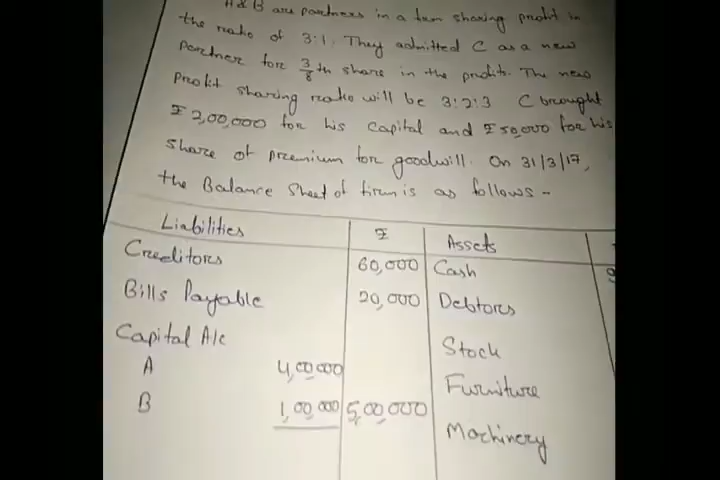 A & B are partners in a firm sharing profit in
the ratio of 3:1. They admitted C as a new
partner for 3/8 th share in the profits. The new
Profit sharing ratio will be 3:2:3 C brought
₹ 2,00,000 for his capital and ₹ 50,000 for his
share of premium for goodwill. On 31/3/17,
the Balance Sheet of firm is as follows -
Liabilities ₹ Assets
Creditors 60,000 Cash
Bills Payable 20,000 Debtors
Capital A/c Stock
A 4,00,000 Furniture
B 1,00,000 5,00,000 Machinery